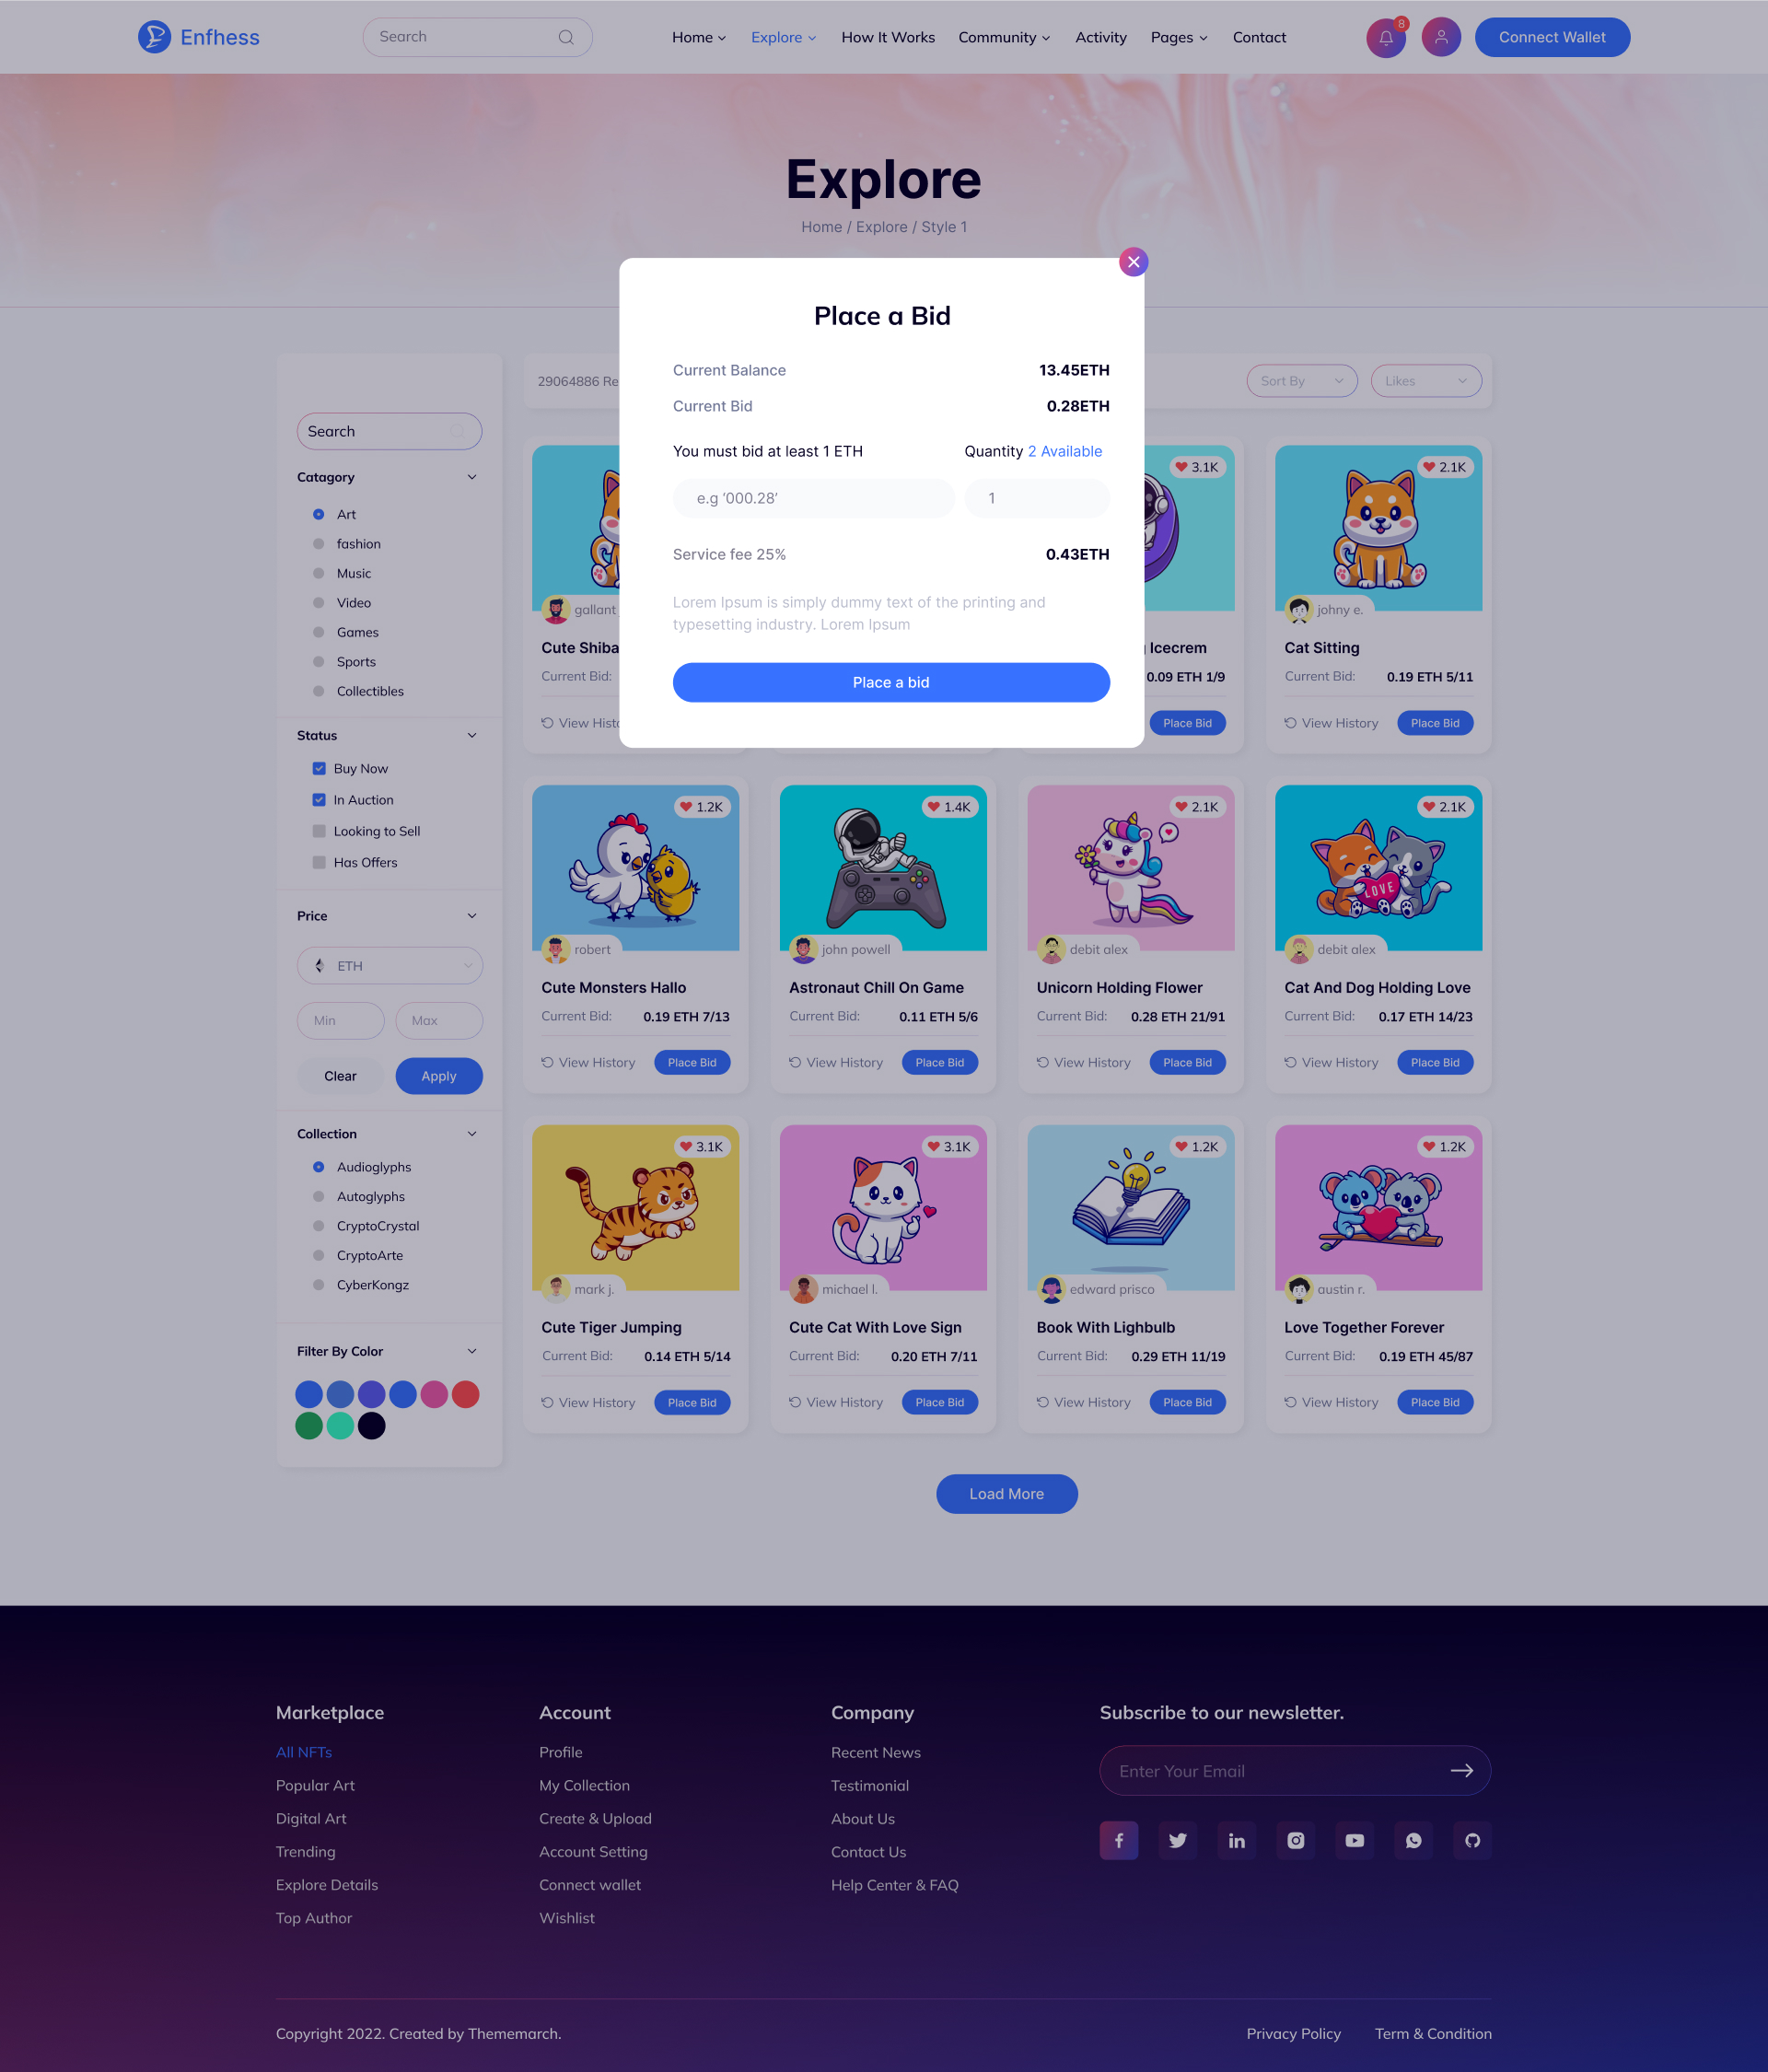 Enfhess
Search
Home
Explore
How It Works
Community
Activity
Pages
Contact
8
Connect Wallet
Explore
Home / Explore / Style 1
Place a Bid
Current Balance 13.45ETH
Current Bid 0.28ETH
You must bid at least 1 ETH
Quantity 2 Available
e.g ‘000.28’
1
Service fee 25% 0.43ETH
Lorem Ipsum is simply dummy text of the printing and
typesetting industry. Lorem Ipsum
Place a bid
Search
Catagory
Art
fashion
Music
Video
Games
Sports
Collectibles
Status
Buy Now
In Auction
Looking to Sell
Has Offers
Price
ETH
Min
Max
Clear
Apply
Collection
Audioglyphs
Autoglyphs
CryptoCrystal
CryptoArte
CyberKongz
Filter By Color
29064886
Sort By
Likes
gallant
Cute Shiba
Current Bid:
View
3.1K
Icecrem
0.09 ETH 1/9
Place Bid
2.1K
johny e.
Cat Sitting
Current Bid: 0.19 ETH 5/11
View History
Place Bid
1.2K
robert
Cute Monsters Hallo
Current Bid: 0.19 ETH 7/13
View History
Place Bid
1.4K
john powell
Astronaut Chill On Game
Current Bid: 0.11 ETH 5/6
View History
Place Bid
2.1K
debit alex
Unicorn Holding Flower
Current Bid: 0.28 ETH 21/91
View History
Place Bid
2.1K
LOVE
debit alex
Cat And Dog Holding Love
Current Bid: 0.17 ETH 14/23
View History
Place Bid
3.1K
mark j.
Cute Tiger Jumping
Current Bid: 0.14 ETH 5/14
View History
Place Bid
3.1K
michael l.
Cute Cat With Love Sign
Current Bid: 0.20 ETH 7/11
View History
Place Bid
1.2K
edward prisco
Book With Lighbulb
Current Bid: 0.29 ETH 11/19
View History
Place Bid
1.2K
austin r.
Love Together Forever
Current Bid: 0.19 ETH 45/87
View History
Place Bid
Load More
Marketplace
All NFTs
Popular Art
Digital Art
Trending
Explore Details
Top Author
Account
Profile
My Collection
Create & Upload
Account Setting
Connect wallet
Wishlist
Company
Recent News
Testimonial
About Us
Contact Us
Help Center & FAQ
Subscribe to our newsletter.
Enter Your Email
Copyright 2022. Created by Thememarch.
Privacy Policy
Term & Condition